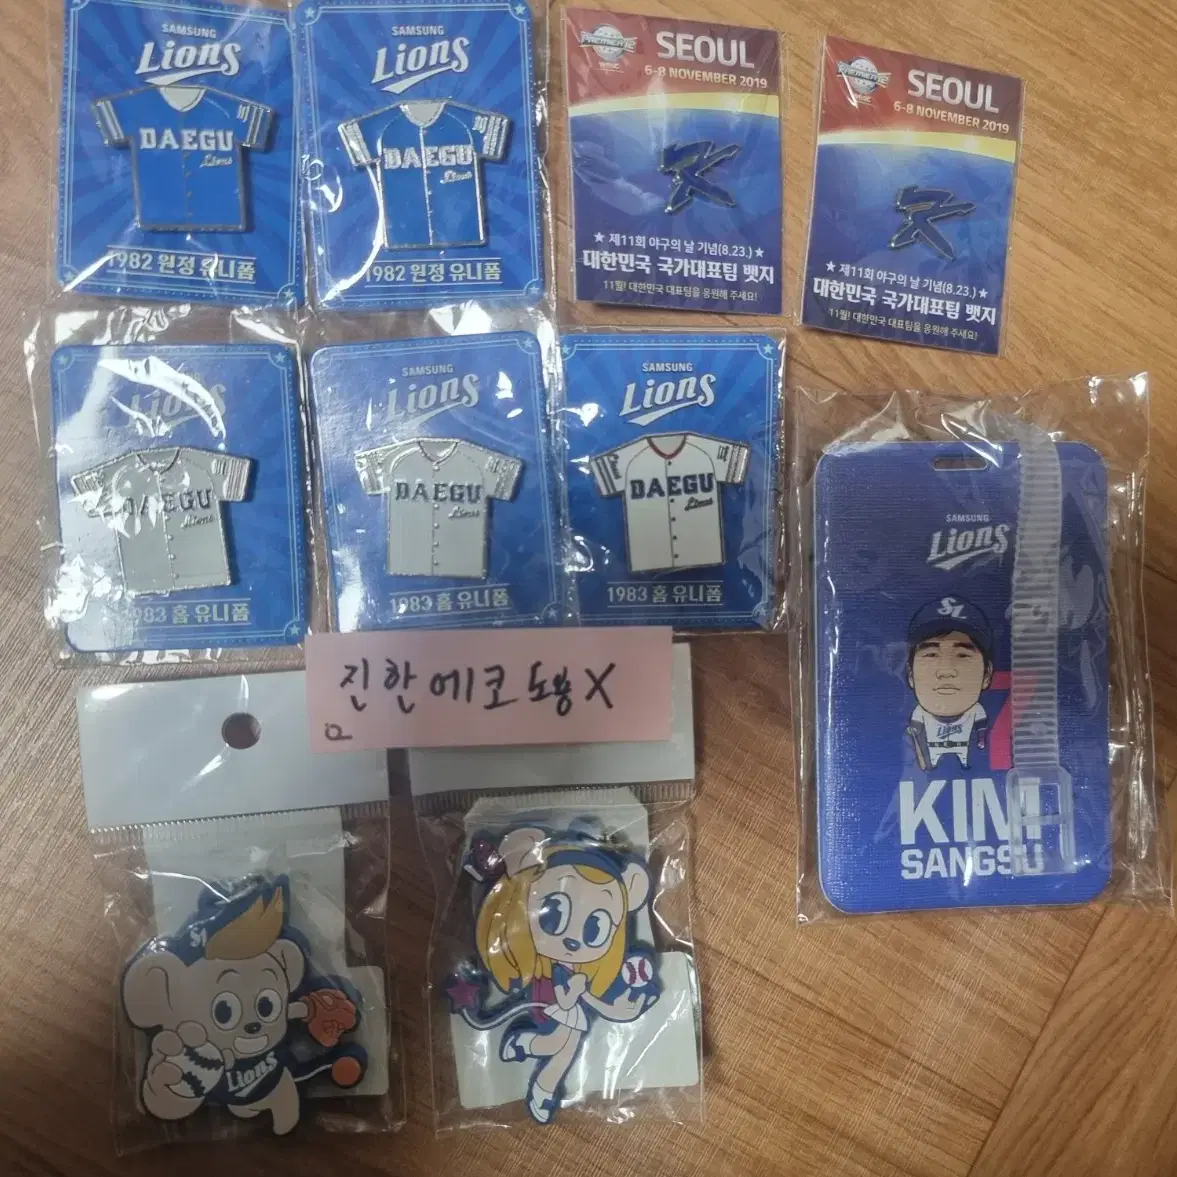 SAMSUNG
Lions
DAEGU
Lions
1982 원정 유니폼
SAMSUNG
Lions
DAEGU
Lions
1982 원정 유니폼
PREMIER12
WBSC
SEOUL
6-8 NOVEMBER 2019
K
★ 제11회 야구의 날 기념(8.23.)★
대한민국 국가대표팀 뱃지
11월! 대한민국 대표팀을 응원해 주세요!
PREMIER12
WBSC
SEOUL
6-8 NOVEMBER 2019
K
★ 제11회 야구의 날 기념(8.23.)★
대한민국 국가대표팀 뱃지
11월! 대한민국 대표팀을 응원해 주세요!
Lions
DAEGU
Lions
1983 홈 유니폼
SAMSUNG
Lions
DAEGU
Lions
1983 홈 유니폼
SAMSUNG
Lions
DAEGU
Lions
1983 홈 유니폼
진한에코 도용X
SAMSUNG
Lions
SL
Lions
7
KIM
SANGSU
SL
Lions